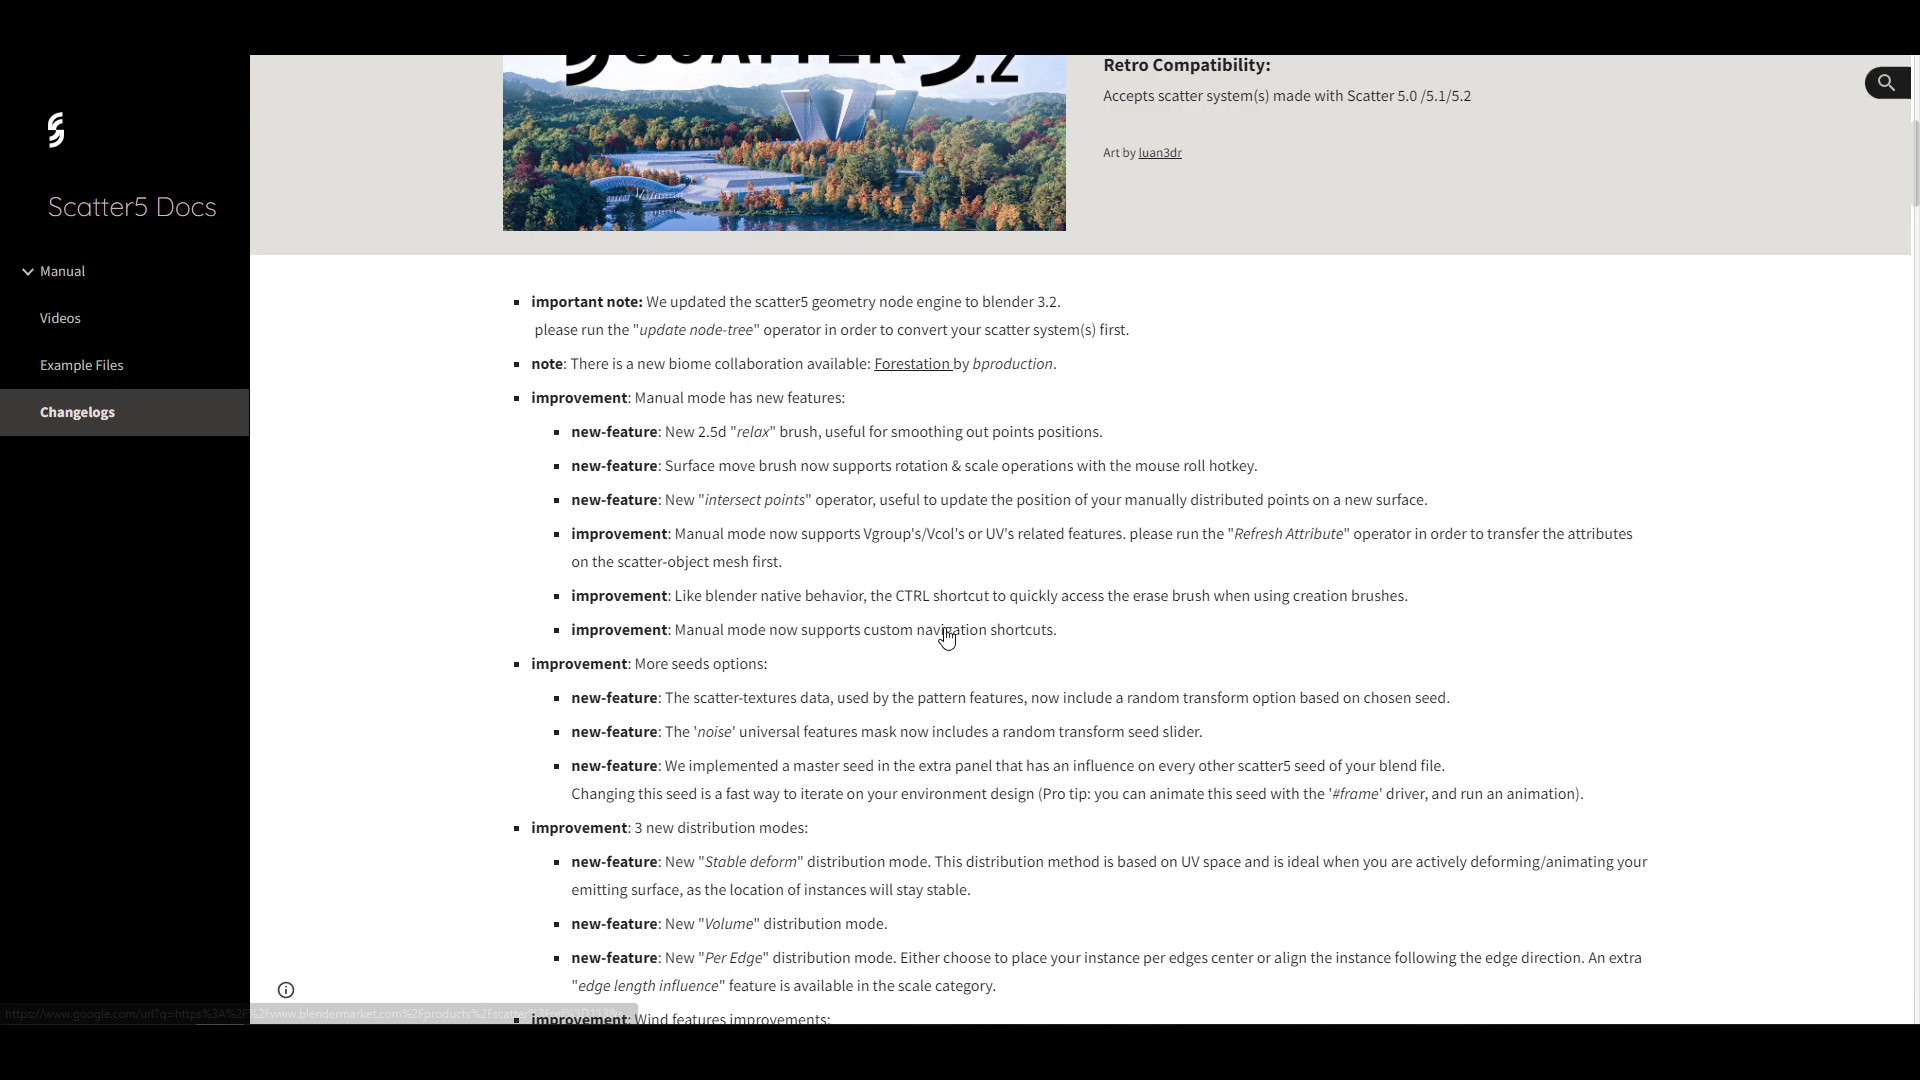 SCATTER 5.2
Retro Compatibility:
Accepts scatter system(s) made with Scatter 5.0 /5.1/5.2
Art by luan3dr
Scatter5 Docs
Manual
Videos
Example Files
Changelogs
important note: We updated the scatter5 geometry node engine to blender 3.2.
please run the "update node-tree" operator in order to convert your scatter system(s) first.
note: There is a new biome collaboration available: Forestation by bproduction.
improvement: Manual mode has new features:
new-feature: New 2.5d "relax" brush, useful for smoothing out points positions.
new-feature: Surface move brush now supports rotation & scale operations with the mouse roll hotkey.
new-feature: New "intersect points" operator, useful to update the position of your manually distributed points on a new surface.
improvement: Manual mode now supports Vgroup's/Vcol's or UV's related features. please run the "Refresh Attribute" operator in order to transfer the attributes
on the scatter-object mesh first.
improvement: Like blender native behavior, the CTRL shortcut to quickly access the erase brush when using creation brushes.
improvement: Manual mode now supports custom navigation shortcuts.
improvement: More seeds options:
new-feature: The scatter-textures data, used by the pattern features, now include a random transform option based on chosen seed.
new-feature: The 'noise' universal features mask now includes a random transform seed slider.
new-feature: We implemented a master seed in the extra panel that has an influence on every other scatter5 seed of your blend file.
Changing this seed is a fast way to iterate on your environment design (Pro tip: you can animate this seed with the '#frame' driver, and run an animation).
improvement: 3 new distribution modes:
new-feature: New "Stable deform" distribution mode. This distribution method is based on UV space and is ideal when you are actively deforming/animating your
emitting surface, as the location of instances will stay stable.
new-feature: New "Volume" distribution mode.
new-feature: New "Per Edge" distribution mode. Either choose to place your instance per edges center or align the instance following the edge direction. An extra
"edge length influence" feature is available in the scale category.
improvement: Wind features improvements: